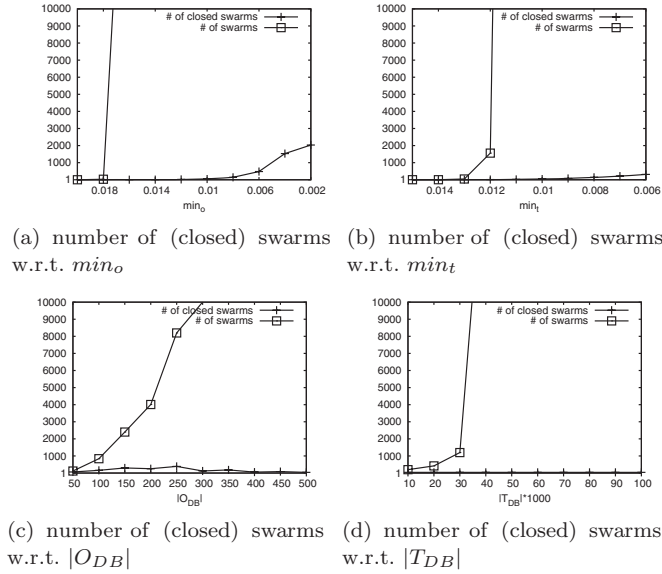 # of closed swarms
# of swarms
10000
9000
8000
7000
6000
5000
4000
3000
2000
1000
1
0.018 0.014 0.01 0.006 0.002
min_o
(a) number of (closed) swarms
w.r.t. min_o
# of closed swarms
# of swarms
10000
9000
8000
7000
6000
5000
4000
3000
2000
1000
1
0.014 0.012 0.01 0.008 0.006
min_t
(b) number of (closed) swarms
w.r.t. min_t
# of closed swarms
# of swarms
10000
9000
8000
7000
6000
5000
4000
3000
2000
1000
1
50 100 150 200 250 300 350 400 450 500
|O_DB|
(c) number of (closed) swarms
w.r.t. |O_DB|
# of closed swarms
# of swarms
10000
9000
8000
7000
6000
5000
4000
3000
2000
1000
1
10 20 30 40 50 60 70 80 90 100
|T_DB|*1000
(d) number of (closed) swarms
w.r.t. |T_DB|